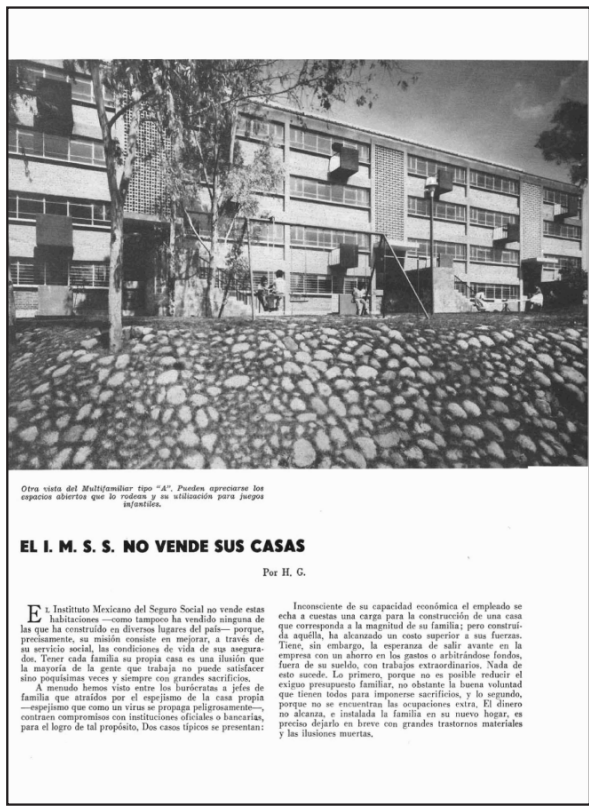 Otra vista del Multifamiliar tipo "A". Pueden apreciarse los
espacios abiertos que lo rodean y su utilización para juegos
infantiles.
EL I. M. S. S. NO VENDE SUS CASAS
Por H. G.
EL Instituto Mexicano del Seguro Social no vende estas
habitaciones —como tampoco ha vendido ninguna de
las que ha construído en diversos lugares del país— porque,
precisamente, su misión consiste en mejorar, a través de
su servicio social, las condiciones de vida de sus asegura-
dos. Tener cada familia su propia casa es una ilusión que
la mayoría de la gente que trabaja no puede satisfacer
sino poquísimas veces y siempre con grandes sacrificios.
A menudo hemos visto entre los burócratas a jefes de
familia que atraídos por el espejismo de la casa propia
—espejismo que como un virus se propaga peligrosamente—,
contraen compromisos con instituciones oficiales o bancarias,
para el logro de tal propósito. Dos casos típicos se presentan:
Inconsciente de su capacidad económica el empleado se
echa a cuestas una carga para la construcción de una casa
que corresponda a la magnitud de su familia; pero construí-
da aquélla, ha alcanzado un costo superior a sus fuerzas.
Tiene, sin embargo, la esperanza de salir avante en la
empresa con un ahorro en los gastos o arbitrándose fondos,
fuera de su sueldo, con trabajos extraordinarios. Nada de
esto sucede. Lo primero, porque no es posible reducir el
exiguo presupuesto familiar, no obstante la buena voluntad
que tienen todos para imponerse sacrificios, y lo segundo,
porque no se encuentran las ocupaciones extra. El dinero
no alcanza, e instalada la familia en su nuevo hogar, es
preciso dejarlo en breve con grandes trastornos materiales
y las ilusiones muertas.